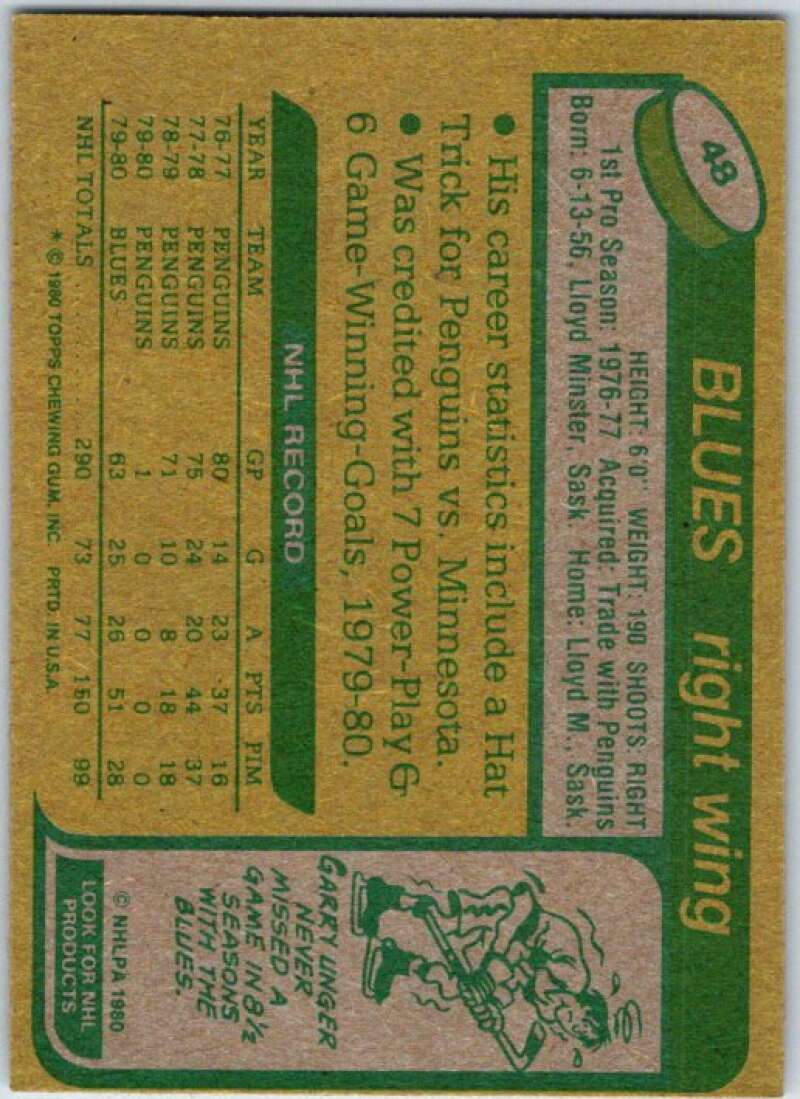 48
BLUES right wing
HEIGHT: 6'0" WEIGHT: 190 SHOOTS: RIGHT
1st Pro Season: 1976-77 Acquired: Trade with Penguins
Born: 6-13-56, Lloyd Minster, Sask. Home: Lloyd M., Sask.
• His career statistics include a Hat
Trick for Penguins vs. Minnesota.
• Was credited with 7 Power-Play &
6 Game-Winning-Goals, 1979-80.
NHL RECORD
YEAR TEAM GP G A PTS PIM
76-77 PENGUINS 80 14 23 37 16
77-78 PENGUINS 75 24 20 44 37
78-79 PENGUINS 71 10 8 18 18
79-80 PENGUINS 1 0 0 0 0
79-80 BLUES 63 25 26 51 28
NHL TOTALS .......... 290 73 77 150 99
* © 1980 TOPPS CHEWING GUM, INC. PRTD. IN U.S.A.
GARRY UNGER
NEVER
MISSED A
GAME IN 8½
SEASONS
WITH THE
BLUES.
© NHLPA 1980
LOOK FOR NHL
PRODUCTS